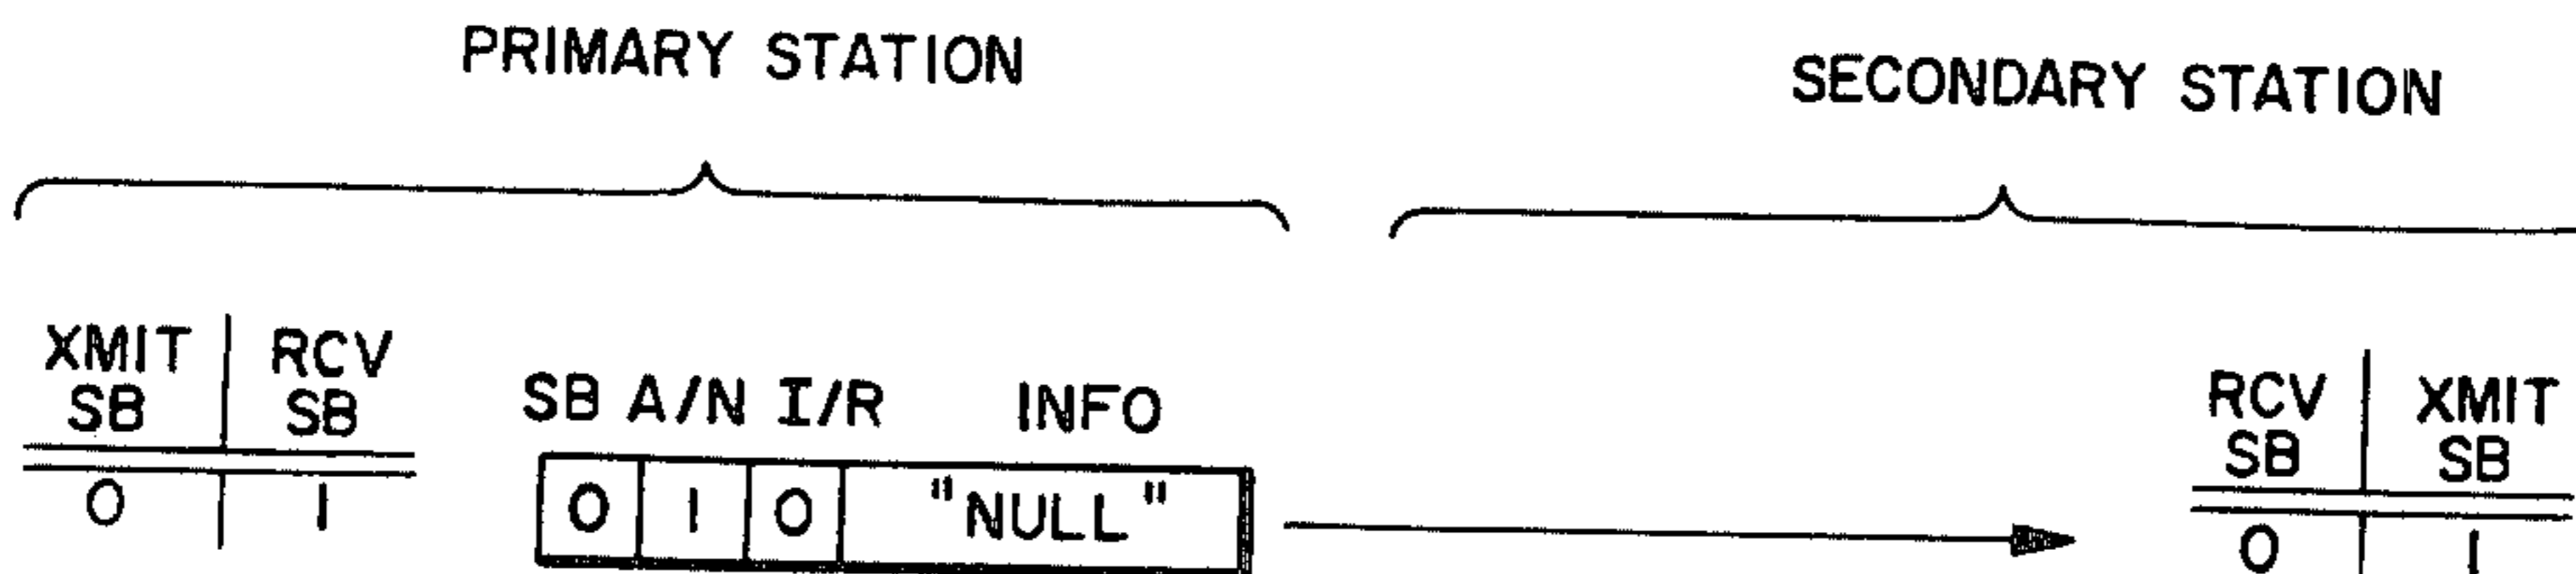 PRIMARY STATION
SECONDARY STATION
XMIT SB RCV SB
SB A/N I/R INFO
RCV SB XMIT SB
0 1
0 1 0 "NULL"
0 1